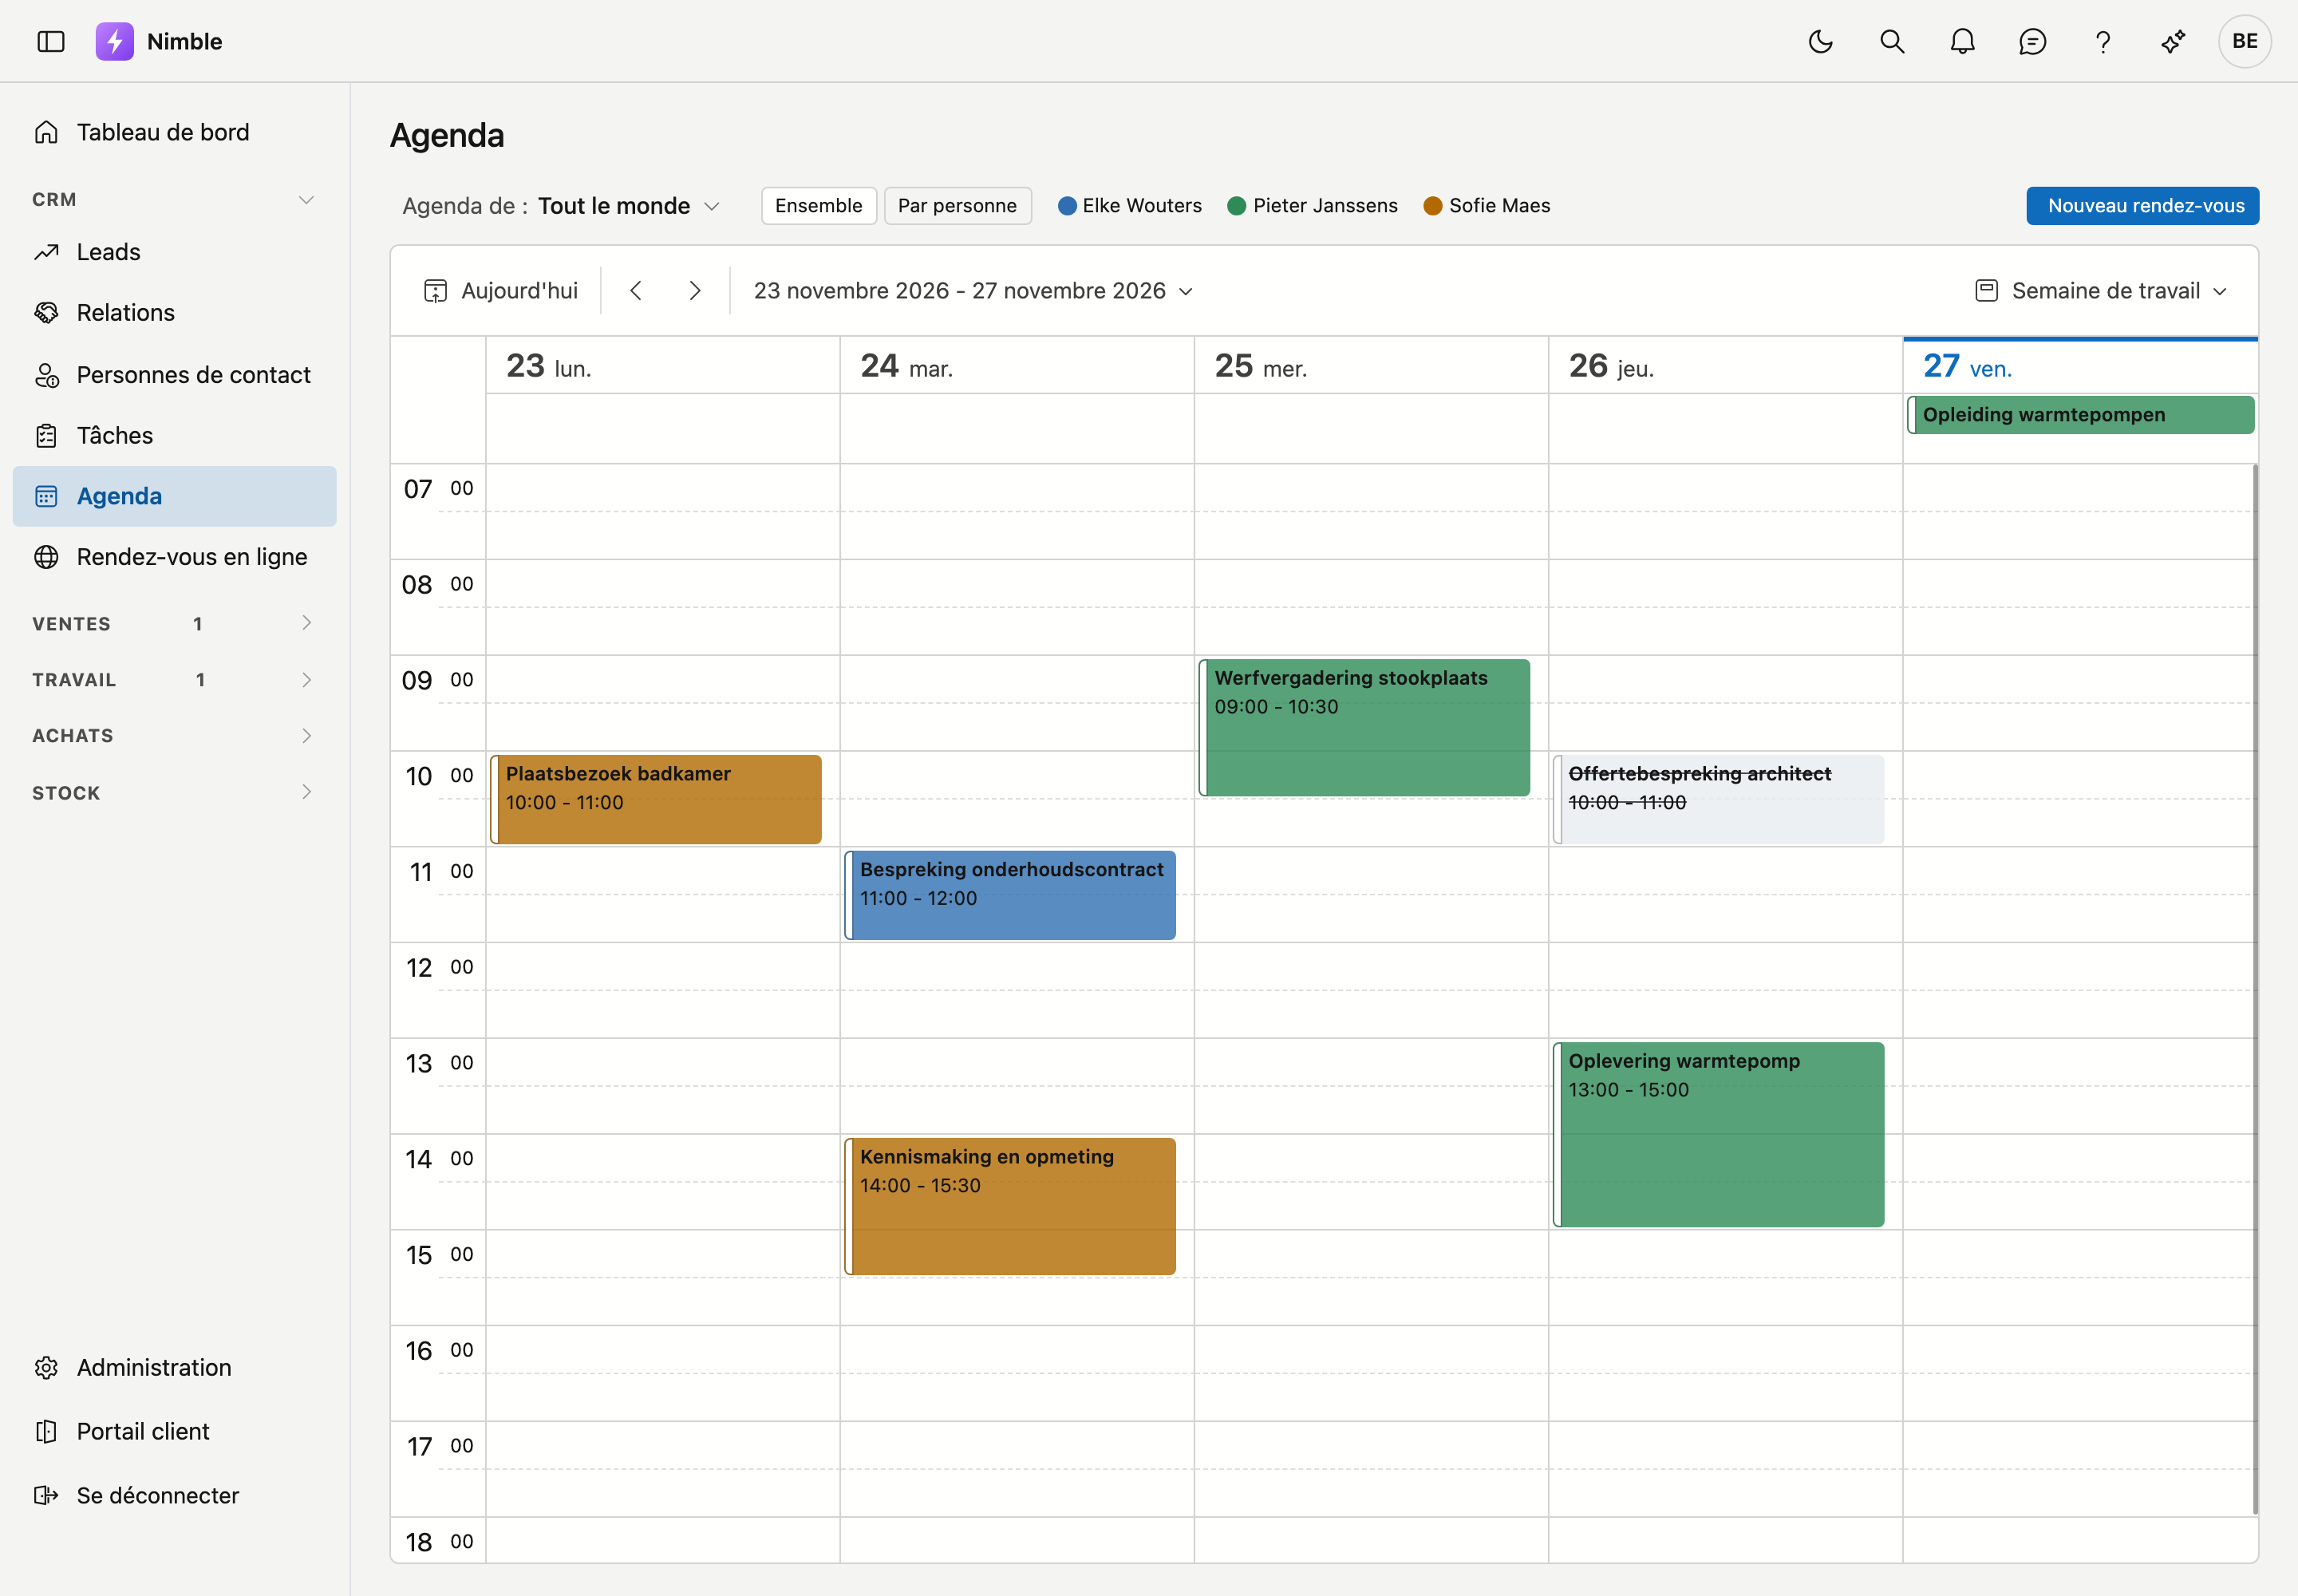 Nimble
BE
Tableau de bord
CRM
Leads
Relations
Personnes de contact
Tâches
Agenda
Rendez-vous en ligne
VENTES 1
TRAVAIL 1
ACHATS
STOCK
Administration
Portail client
Se déconnecter
Agenda
Agenda de : Tout le monde
Ensemble
Par personne
Elke Wouters
Pieter Janssens
Sofie Maes
Nouveau rendez-vous
Aujourd'hui
23 novembre 2026 - 27 novembre 2026
Semaine de travail
23 lun.
24 mar.
25 mer.
26 jeu.
27 ven.
Opleiding warmtepompen
07 00
08 00
09 00
Werfvergadering stookplaats
09:00 - 10:30
10 00
Plaatsbezoek badkamer
10:00 - 11:00
Offertebespreking architect
10:00 - 11:00
11 00
Bespreking onderhoudscontract
11:00 - 12:00
12 00
13 00
Oplevering warmtepomp
13:00 - 15:00
14 00
Kennismaking en opmeting
14:00 - 15:30
15 00
16 00
17 00
18 00